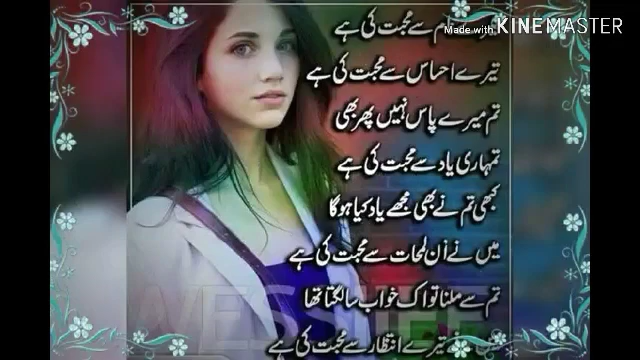 Made with KINEMASTER
سے محبت کی ہے
تیرے احساس سے محبت کی ہے
تم میرے پاس نہیں پھر بھی
تمہاری یاد سے محبت کی ہے
کبھی تم نے بھی مجھے یاد کیا ہوگا
میں نے اُن لمحات سے محبت کی ہے
تم سے ملنا تو اک خواب سا لگتا تھا
تیرے انتظار سے محبت کی ہے